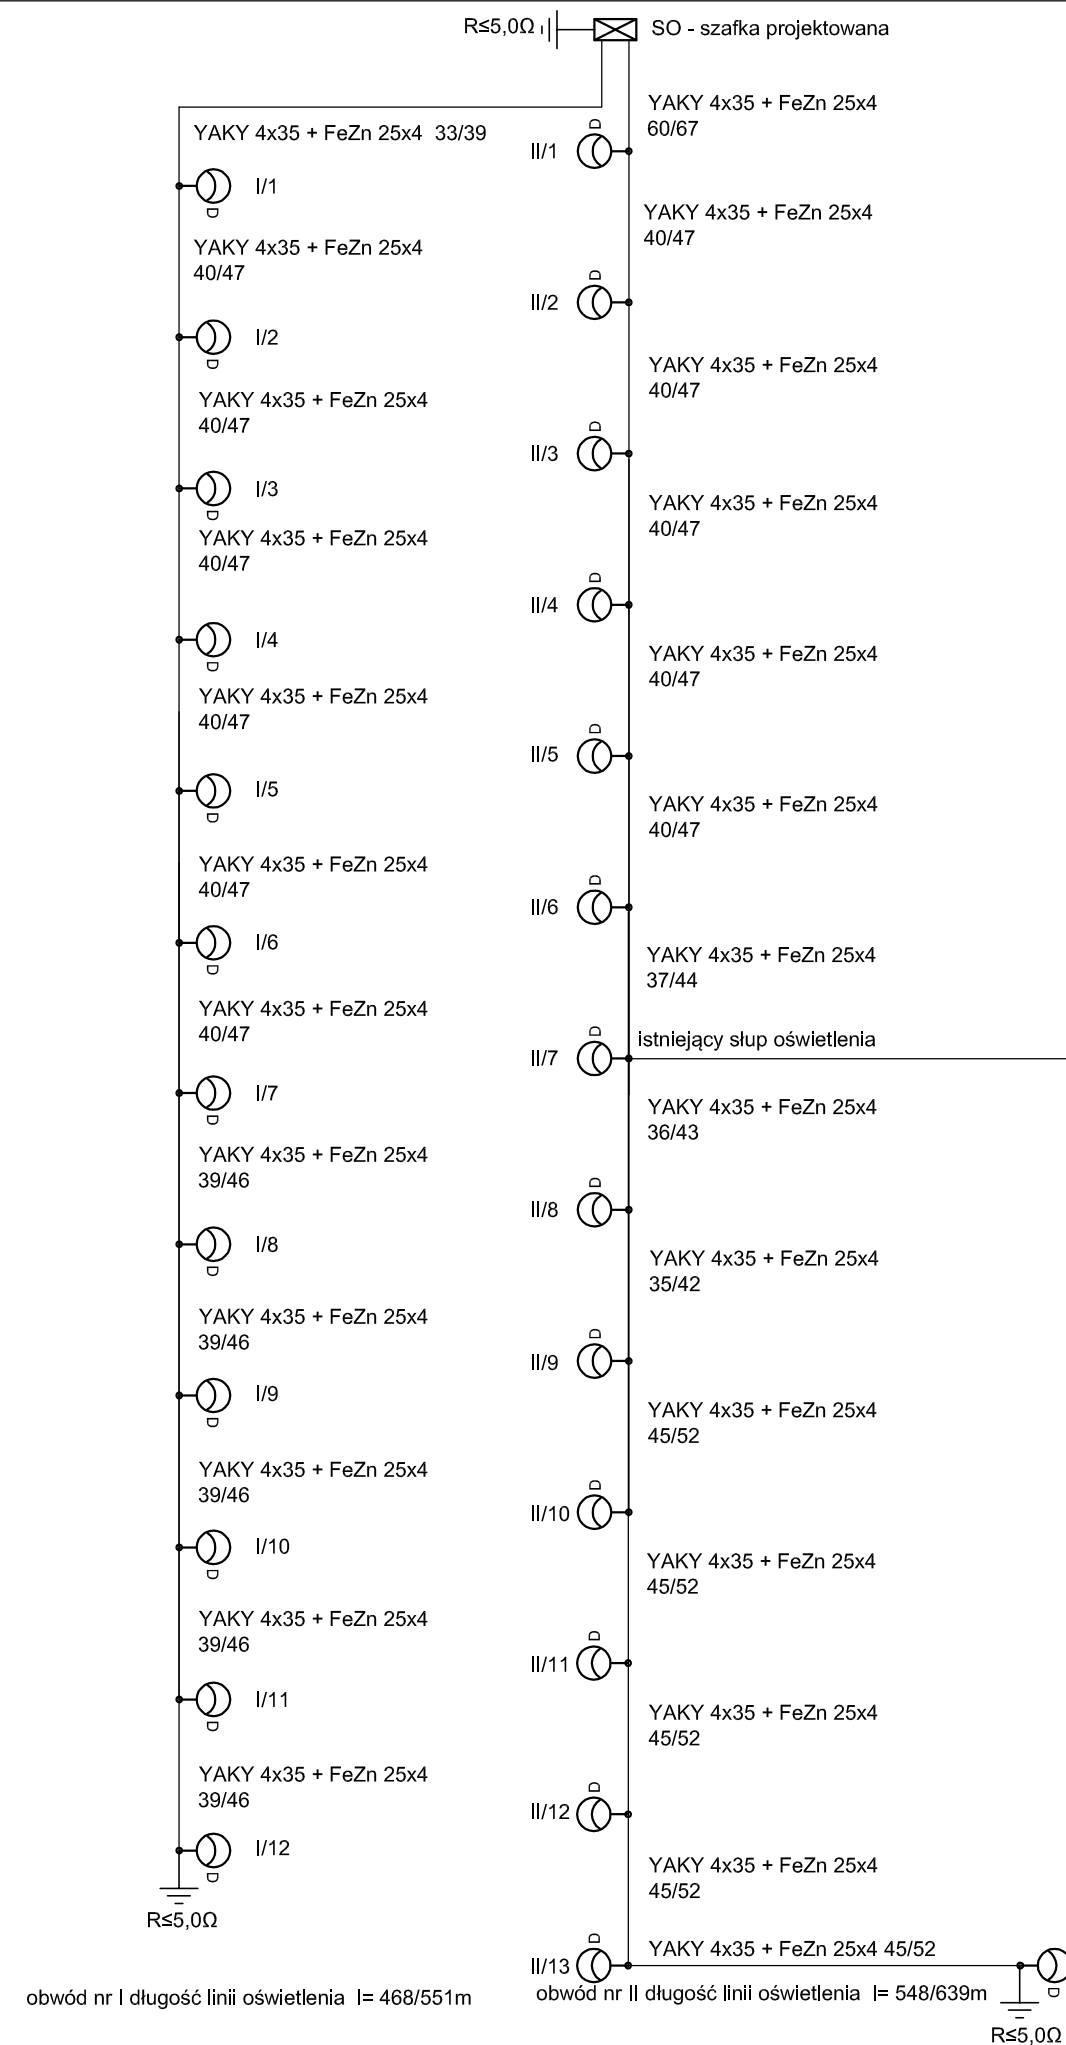 R≤5,0Ω
SO - szafka projektowana
YAKY 4x35 + FeZn 25x4 33/39
I/1
D
YAKY 4x35 + FeZn 25x4
40/47
I/2
D
YAKY 4x35 + FeZn 25x4
40/47
I/3
D
YAKY 4x35 + FeZn 25x4
40/47
I/4
D
YAKY 4x35 + FeZn 25x4
40/47
I/5
D
YAKY 4x35 + FeZn 25x4
40/47
I/6
D
YAKY 4x35 + FeZn 25x4
40/47
I/7
D
YAKY 4x35 + FeZn 25x4
39/46
I/8
D
YAKY 4x35 + FeZn 25x4
39/46
I/9
D
YAKY 4x35 + FeZn 25x4
39/46
I/10
D
YAKY 4x35 + FeZn 25x4
39/46
I/11
D
YAKY 4x35 + FeZn 25x4
39/46
I/12
D
R≤5,0Ω
obwód nr I długość linii oświetlenia l= 468/551m
YAKY 4x35 + FeZn 25x4
60/67
D
II/1
YAKY 4x35 + FeZn 25x4
40/47
D
II/2
YAKY 4x35 + FeZn 25x4
40/47
D
II/3
YAKY 4x35 + FeZn 25x4
40/47
D
II/4
YAKY 4x35 + FeZn 25x4
40/47
D
II/5
YAKY 4x35 + FeZn 25x4
40/47
D
II/6
YAKY 4x35 + FeZn 25x4
37/44
D
II/7
istniejący słup oświetlenia
YAKY 4x35 + FeZn 25x4
36/43
D
II/8
YAKY 4x35 + FeZn 25x4
35/42
D
II/9
YAKY 4x35 + FeZn 25x4
45/52
D
II/10
YAKY 4x35 + FeZn 25x4
45/52
D
II/11
YAKY 4x35 + FeZn 25x4
45/52
D
II/12
YAKY 4x35 + FeZn 25x4
45/52
D
II/13
YAKY 4x35 + FeZn 25x4 45/52
D
obwód nr II długość linii oświetlenia l= 548/639m
R≤5,0Ω